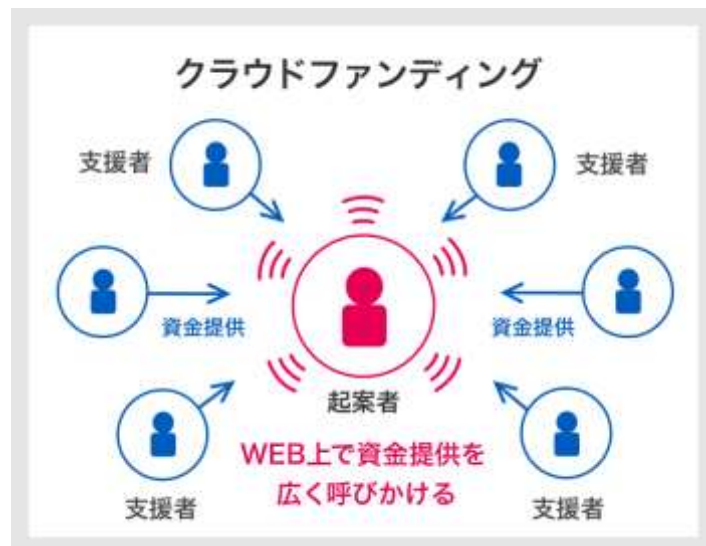 クラウドファンディング
支援者
支援者
資金提供
資金提供
起案者
WEB上で資金提供を
広く呼びかける
支援者
支援者